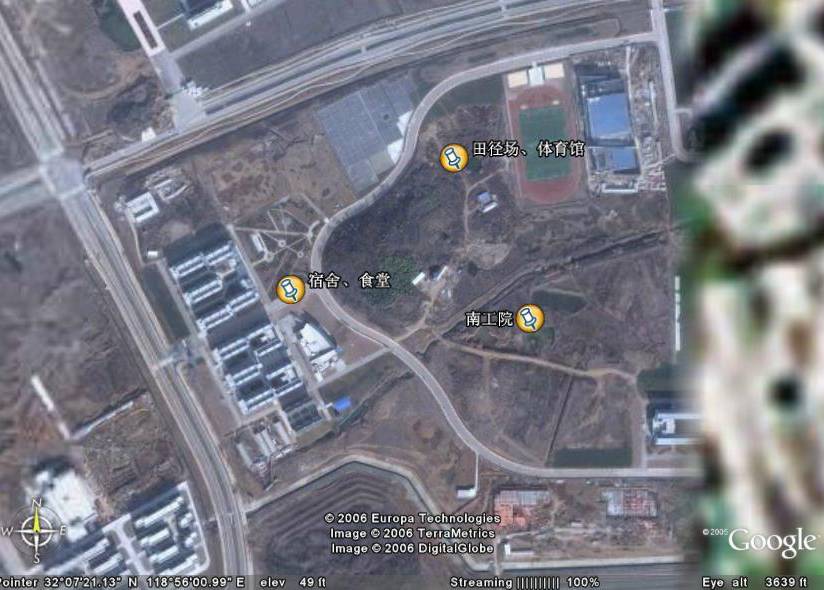 田径场、体育馆
宿舍、食堂
南工院
N
W E
S
© 2006 Europa Technologies
Image © 2006 TerraMetrics
Image © 2006 DigitalGlobe
© 2005 Google
Pointer 32°07'21.13" N 118°56'00.99" E elev 49 ft Streaming |||||||||| 100% Eye alt 3639 ft